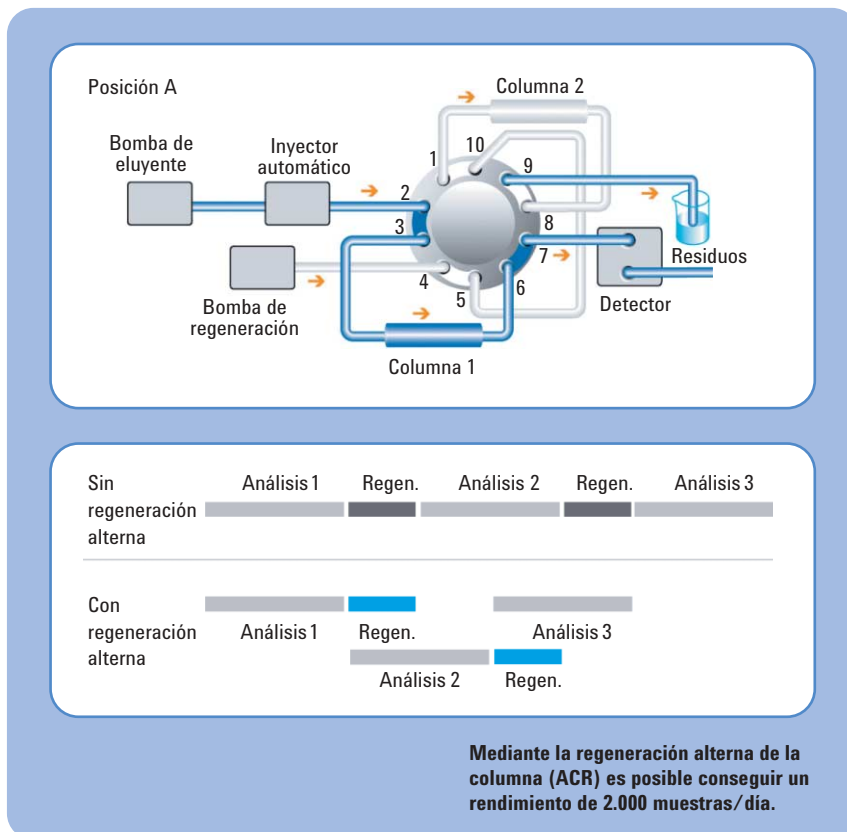 Posición A
Columna 2
Bomba de
eluyente
Inyector
automático
1
10
9
2
3
8
7
4
5
6
Residuos
Bomba de
regeneración
Detector
Columna 1
Sin
regeneración
alterna
Análisis 1
Regen.
Análisis 2
Regen.
Análisis 3
Con
regeneración
alterna
Análisis 1
Regen.
Análisis 3
Análisis 2
Regen.
Mediante la regeneración alterna de la
columna (ACR) es posible conseguir un
rendimiento de 2.000 muestras/día.